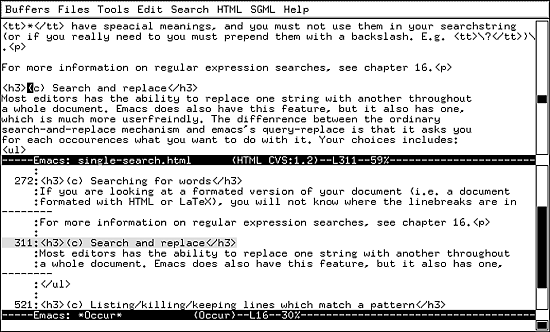 Buffers Files Tools Edit Search HTML SGML Help
<tt>*</tt> have speacial meanings, and you must not use them in your searchstring
(or if you really need to you must prepend them with a backslash. E.g. <tt>\?</tt>)\
.<p>
For more information on regular expression searches, see chapter 16.<p>
<h3>(c) Search and replace</h3>
Most editors has the ability to replace one string with another throughout
a whole document. Emacs does also have this feature, but it also has one,
which is much more userfreindly. The difenrence between the ordinary
search-and-replace mechanism and emacs's query-replace is that it asks you
for each occourences what you want to do with it. Your choices includes:
<ul>
-----Emacs: single-search.html      (HTML CVS:1.2)--L311--59%----------------
:
272:<h3>(c) Searching for words</h3>
:If you are looking at a formated version of your document (i.e. a document
:formated with HTML or LaTeX), you will not know where the linebreaks are in
--------
:For more information on regular expression searches, see chapter 16.<p>
:
311:<h3>(c) Search and replace</h3>
:Most editors has the ability to replace one string with another throughout
:a whole document. Emacs does also have this feature, but it also has one,
--------
:</ul>
:
521:<h3>(c) Listing/killing/keeping lines which match a pattern</h3>
-----Emacs: *Occur*          (Occur)--L16--30%----------------